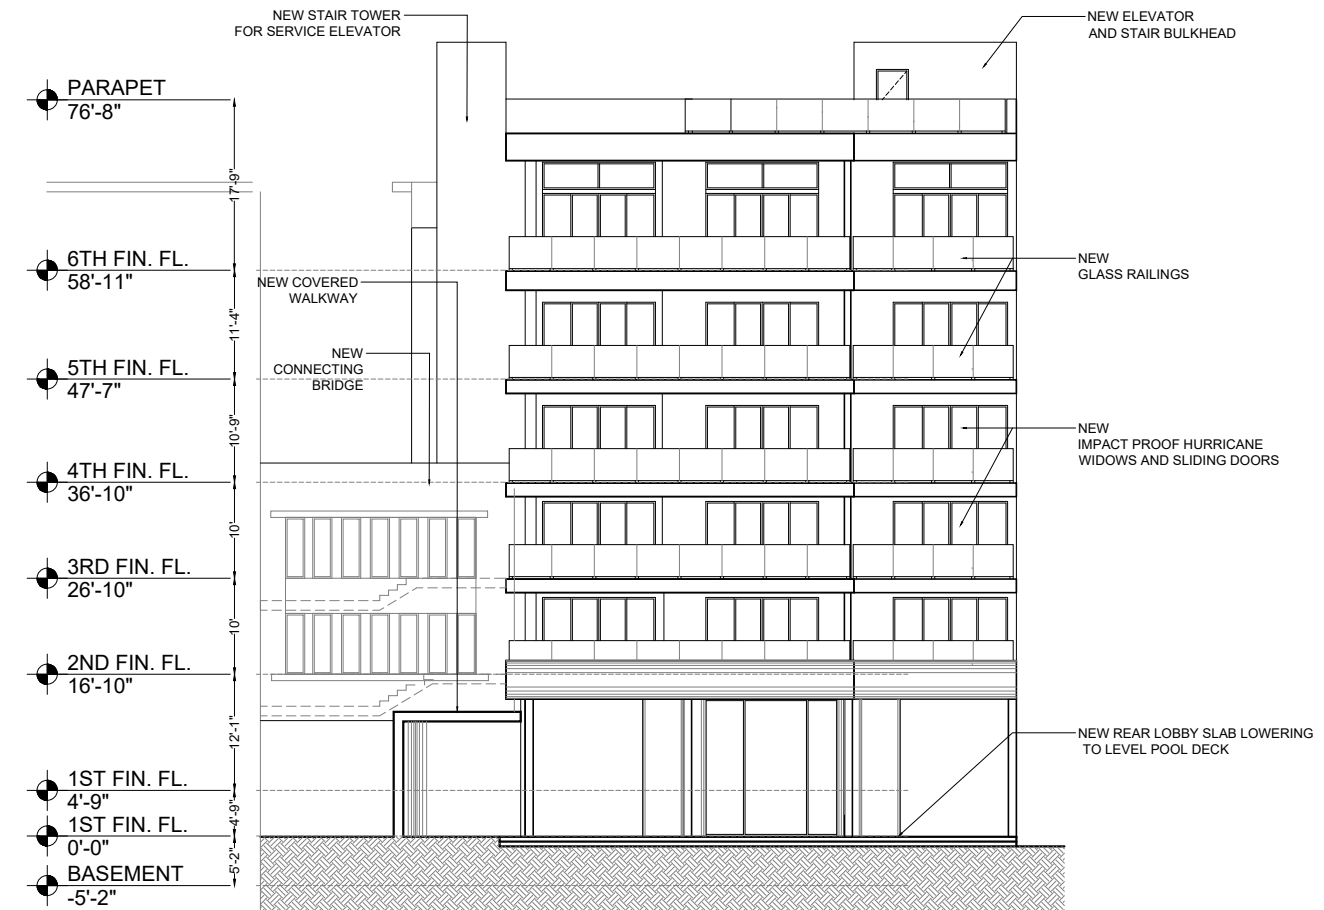 NEW STAIR TOWER
FOR SERVICE ELEVATOR
NEW ELEVATOR
AND STAIR BULKHEAD
PARAPET
76'-8"
17'-9"
6TH FIN. FL.
58'-11"
NEW COVERED
WALKWAY
NEW
GLASS RAILINGS
11'-4"
NEW
CONNECTING
BRIDGE
5TH FIN. FL.
47'-7"
10'-9"
NEW
IMPACT PROOF HURRICANE
WIDOWS AND SLIDING DOORS
4TH FIN. FL.
36'-10"
10'
3RD FIN. FL.
26'-10"
10'
2ND FIN. FL.
16'-10"
12'-1"
NEW REAR LOBBY SLAB LOWERING
TO LEVEL POOL DECK
1ST FIN. FL.
4'-9"
4'-9"
1ST FIN. FL.
0'-0"
5'-2"
BASEMENT
-5'-2"